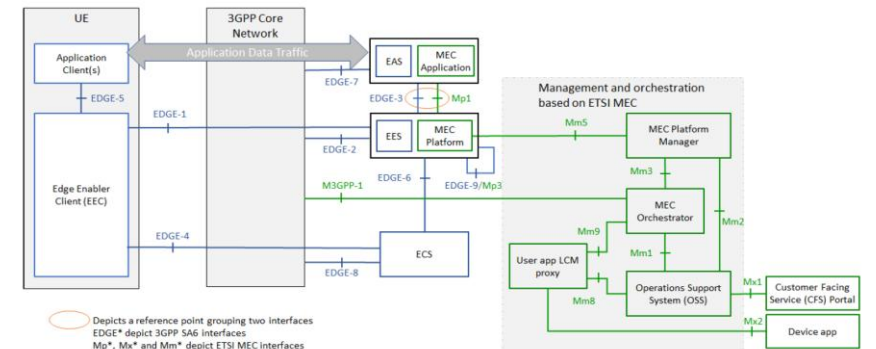 UE
3GPP Core
Network
Application Data Traffic
Application
Client(s)
EDGE-5
EDGE-7
EAS
MEC
Application
EDGE-3
Mp1
EDGE-1
EDGE-2
EES
MEC
Platform
Edge Enabler
Client (EEC)
EDGE-6
EDGE-9/Mp3
M3GPP-1
EDGE-4
EDGE-8
ECS
Management and orchestration
based on ETSI MEC
Mm5
MEC Platform
Manager
Mm3
MEC
Orchestrator
Mm2
Mm9
Mm1
User app LCM
proxy
Mm8
Operations Support
System (OSS)
Mx1
Customer Facing
Service (CFS) Portal
Mx2
Device app
Depicts a reference point grouping two interfaces
EDGE* depict 3GPP SA6 interfaces
Mp*, Mx* and Mm* depict ETSI MEC interfaces